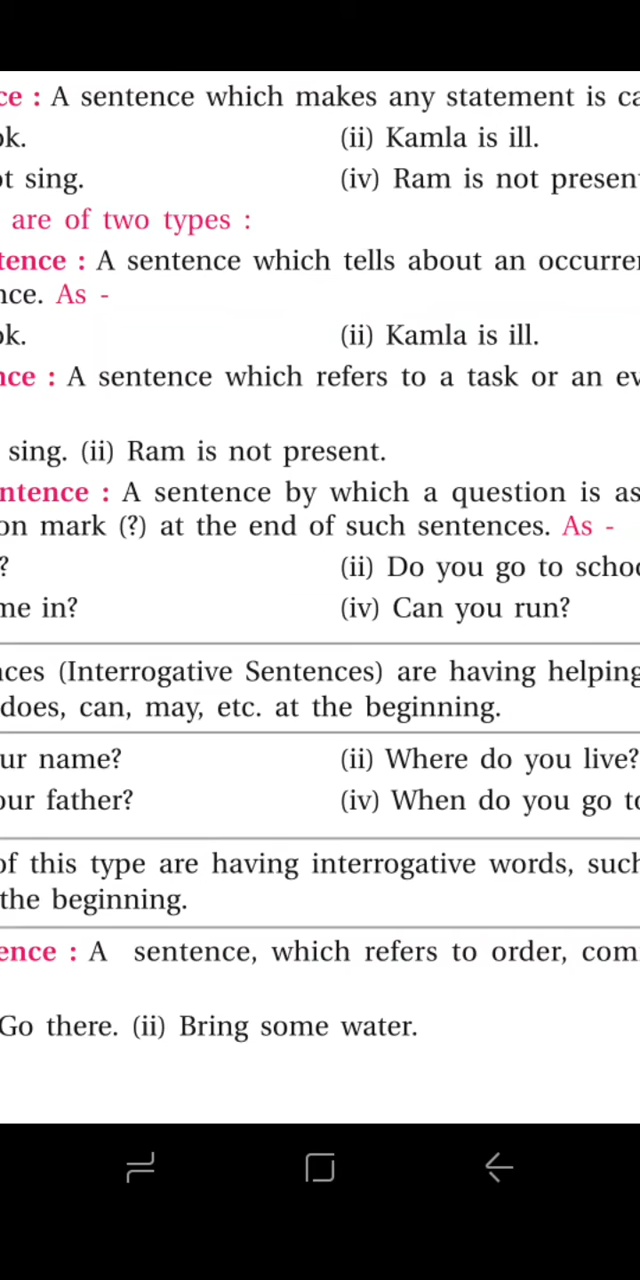 ce : A sentence which makes any statement is ca
ok. (ii) Kamla is ill.
ot sing. (iv) Ram is not present
are of two types :
tence : A sentence which tells about an occurre
nce. As -
ok. (ii) Kamla is ill.
nce : A sentence which refers to a task or an ev
sing. (ii) Ram is not present.
ntence : A sentence by which a question is as
on mark (?) at the end of such sentences. As -
? (ii) Do you go to schoo
me in? (iv) Can you run?
nces (Interrogative Sentences) are having helping
does, can, may, etc. at the beginning.
ur name? (ii) Where do you live?
our father? (iv) When do you go to
of this type are having interrogative words, such
the beginning.
ence : A sentence, which refers to order, com
Go there. (ii) Bring some water.